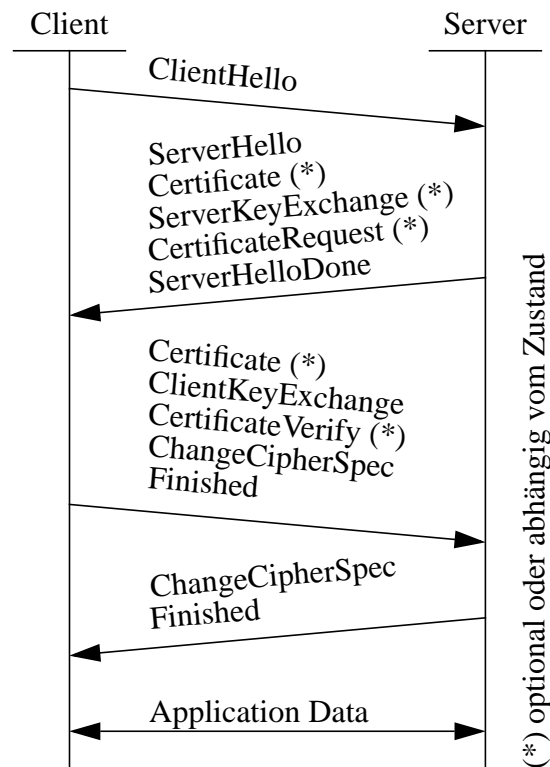 Client
Server
ClientHello
ServerHello
Certificate (*)
ServerKeyExchange (*)
CertificateRequest (*)
ServerHelloDone
Certificate (*)
ClientKeyExchange
CertificateVerify (*)
ChangeCipherSpec
Finished
ChangeCipherSpec
Finished
Application Data
(*) optional oder abhängig vom Zustand